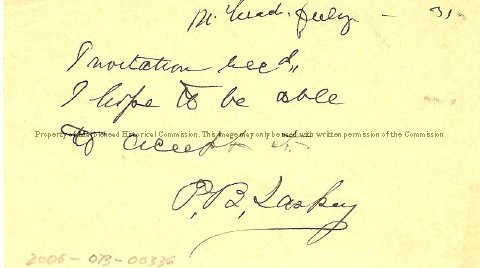 M'head. July. - 31
Invitation rec'd,,
I hope to be able
Property of Marblehead Historical Commission. This image may only be used with written permission of the Commission
to accept it.
P. B. Laskey
2006-073-00336